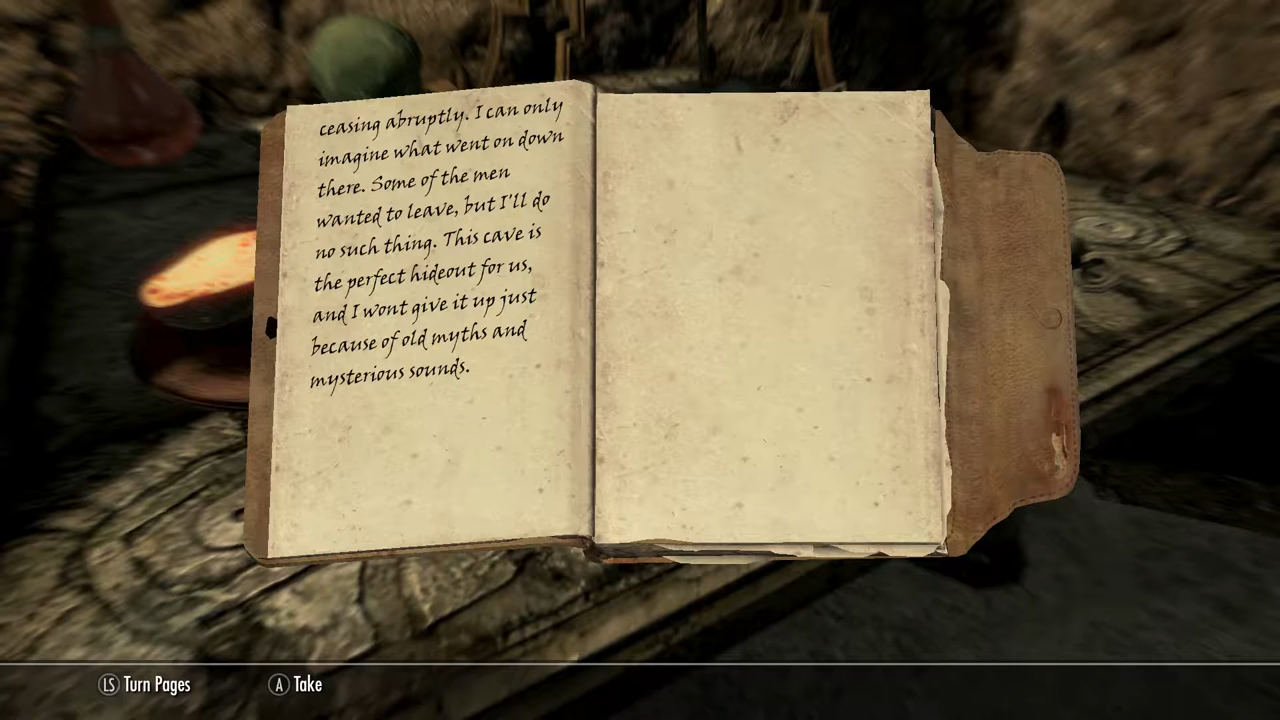 ceasing abruptly. I can only
imagine what went on down
there. Some of the men
wanted to leave, but I'll do
no such thing. This cave is
the perfect hideout for us,
and I wont give it up just
because of old myths and
mysterious sounds.
LS Turn Pages
A Take